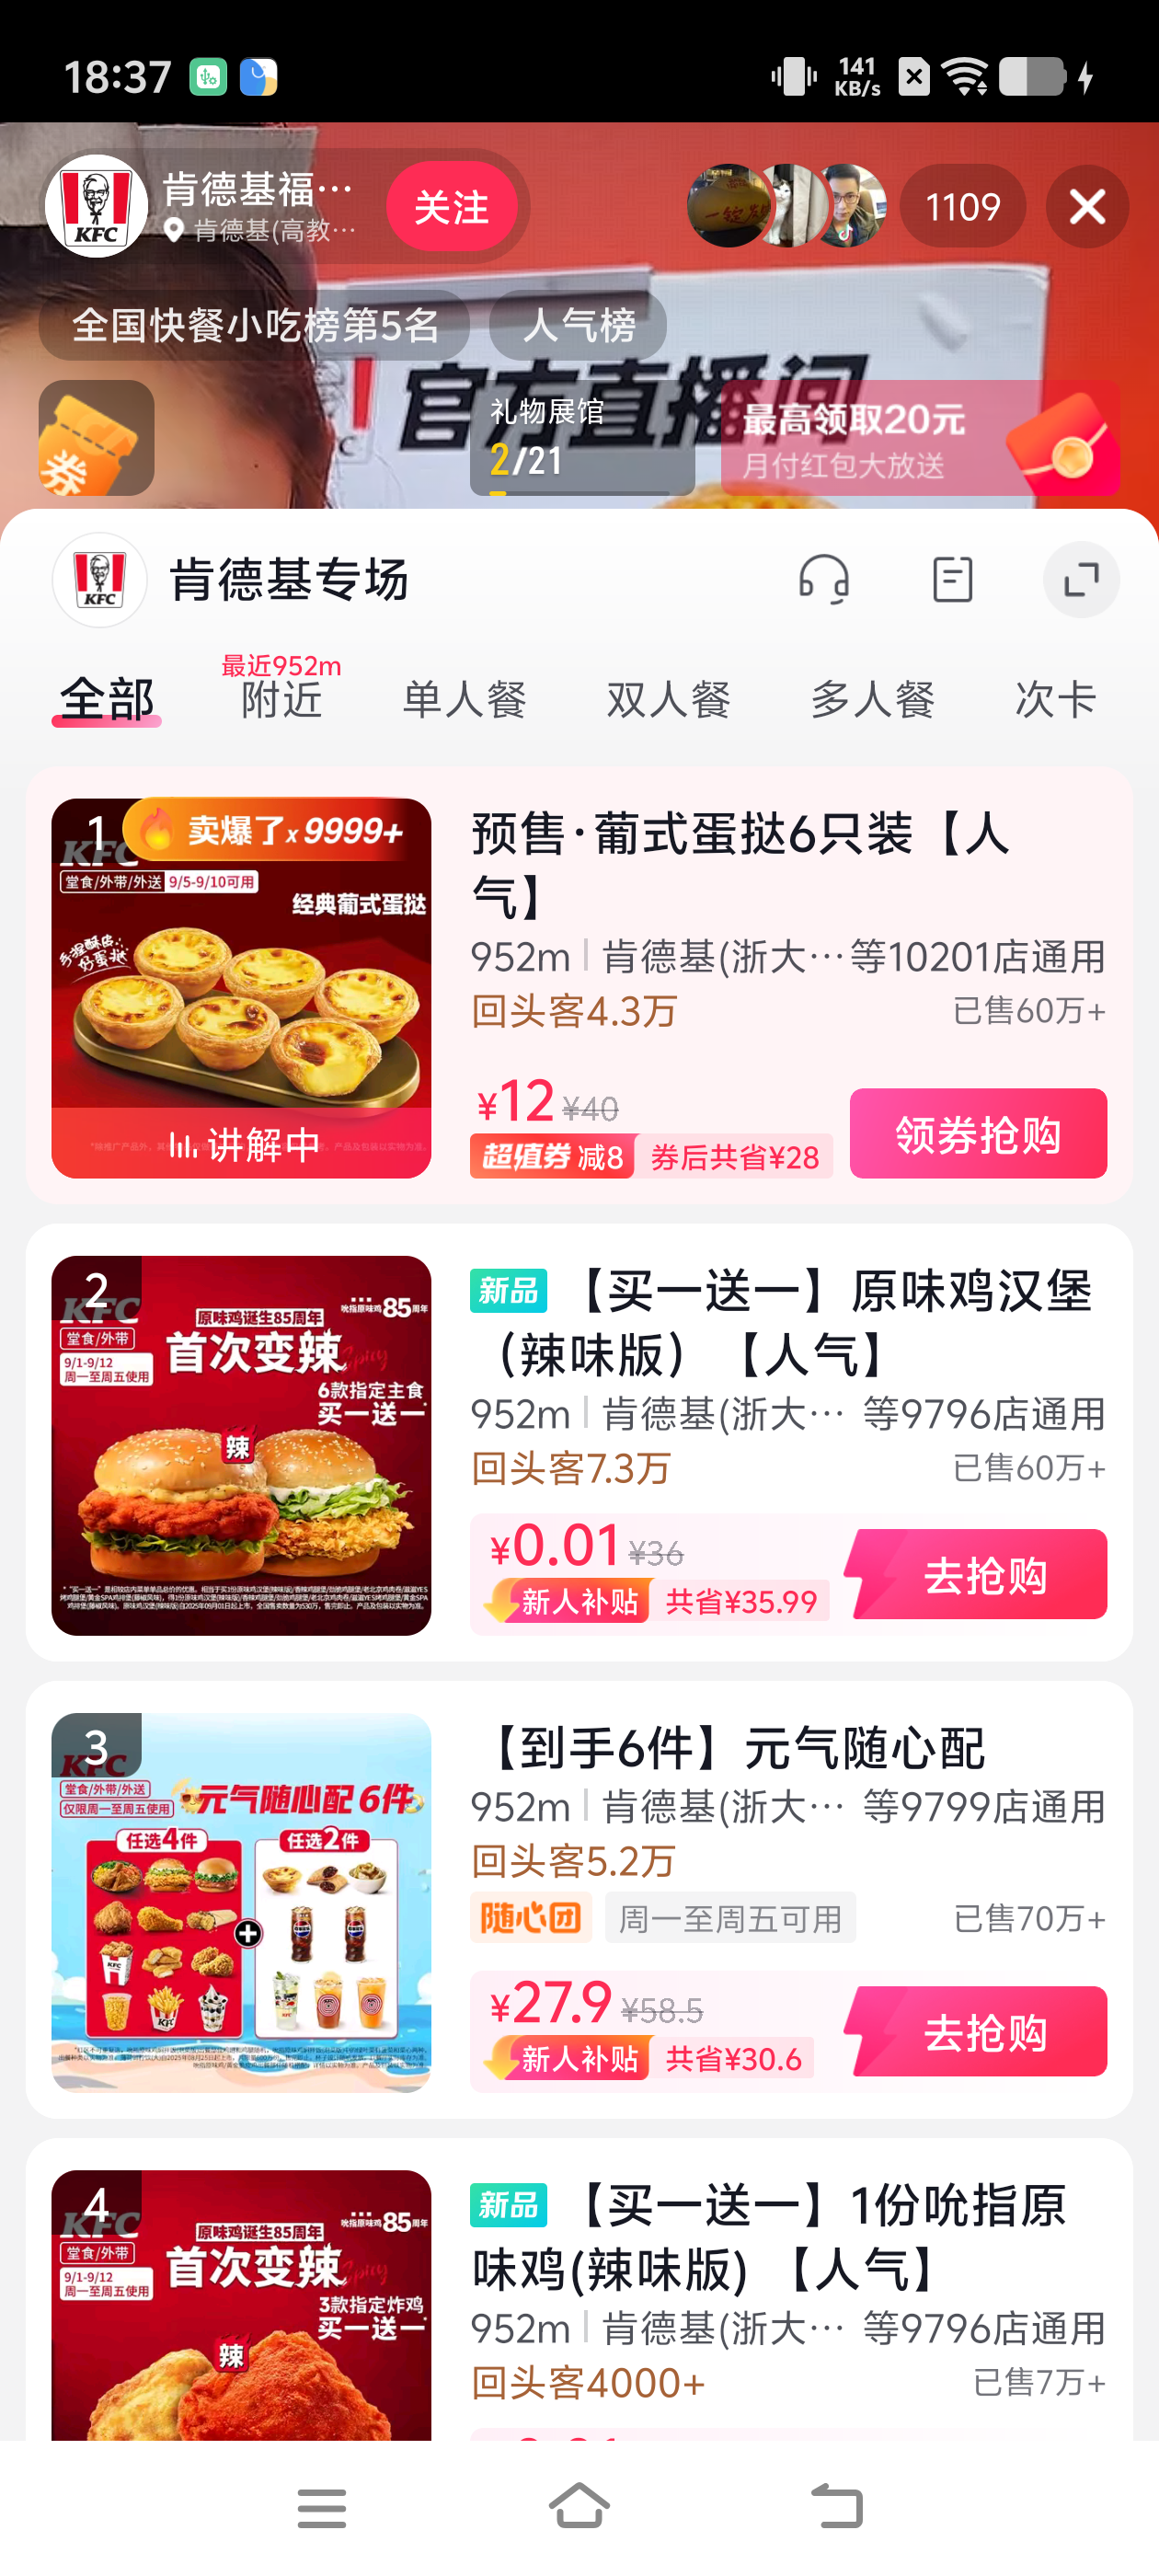 18:37
141
KB/s
肯德基福…
肯德基(高教…
关注
1109
KFC
全国快餐小吃榜第5名
人气榜
官方直播间
券
礼物展馆
2/21
最高领取20元
月付红包大放送
KFC
肯德基专场
最近952m
全部
附近
单人餐
双人餐
多人餐
次卡
1
卖爆了x9999+
KFC
堂食/外带/外送 9/5-9/10可用
经典葡式蛋挞
讲解中
预售·葡式蛋挞6只装【人
气】
952m
肯德基(浙大…等10201店通用
回头客4.3万
已售60万+
¥12 ¥40
超值券 减8 券后共省¥28
领券抢购
2
KFC
堂食/外带
9/1-9/12
周一至周五使用
原味鸡诞生85周年
吮指原味鸡85周年
首次变辣
Spicy
6款指定主食
买一送一
辣
新品 【买一送一】原味鸡汉堡
（辣味版）【人气】
952m
肯德基(浙大… 等9796店通用
回头客7.3万
已售60万+
¥0.01 ¥36
新人补贴 共省¥35.99
去抢购
3
KFC
堂食/外带/外送
仅限周一至周五使用
元气随心配 6件
任选4件
任选2件
【到手6件】元气随心配
952m
肯德基(浙大… 等9799店通用
回头客5.2万
随心团 周一至周五可用
已售70万+
¥27.9 ¥58.5
新人补贴 共省¥30.6
去抢购
4
KFC
堂食/外带
9/1-9/12
周一至周五使用
原味鸡诞生85周年
吮指原味鸡85周年
首次变辣
Spicy
3款指定炸鸡
买一送一
辣
新品 【买一送一】1份吮指原
味鸡(辣味版)【人气】
952m
肯德基(浙大… 等9796店通用
回头客4000+
已售7万+